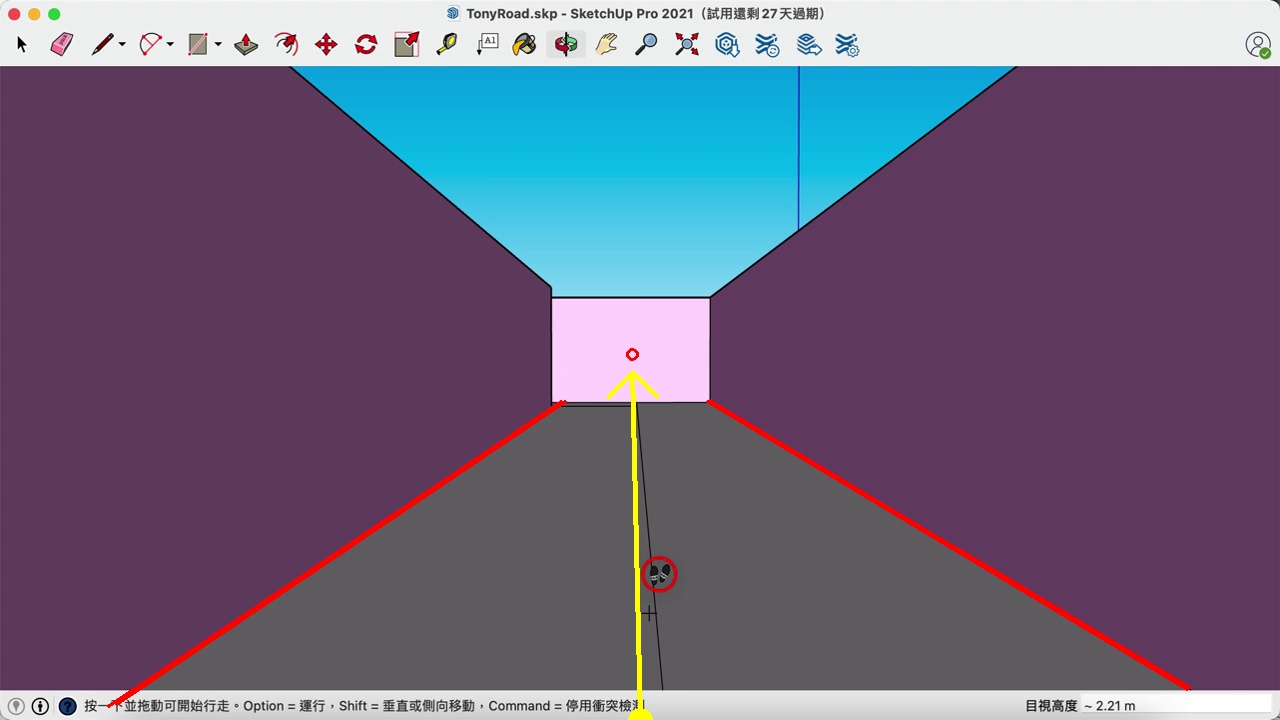 TonyRoad.skp - SketchUp Pro 2021（試用還剩 27 天過期）
A1
按一下並拖動可開始行走。Option = 運行，Shift = 垂直或側向移動，Command = 停用衝突檢測
目視高度 ~ 2.21 m